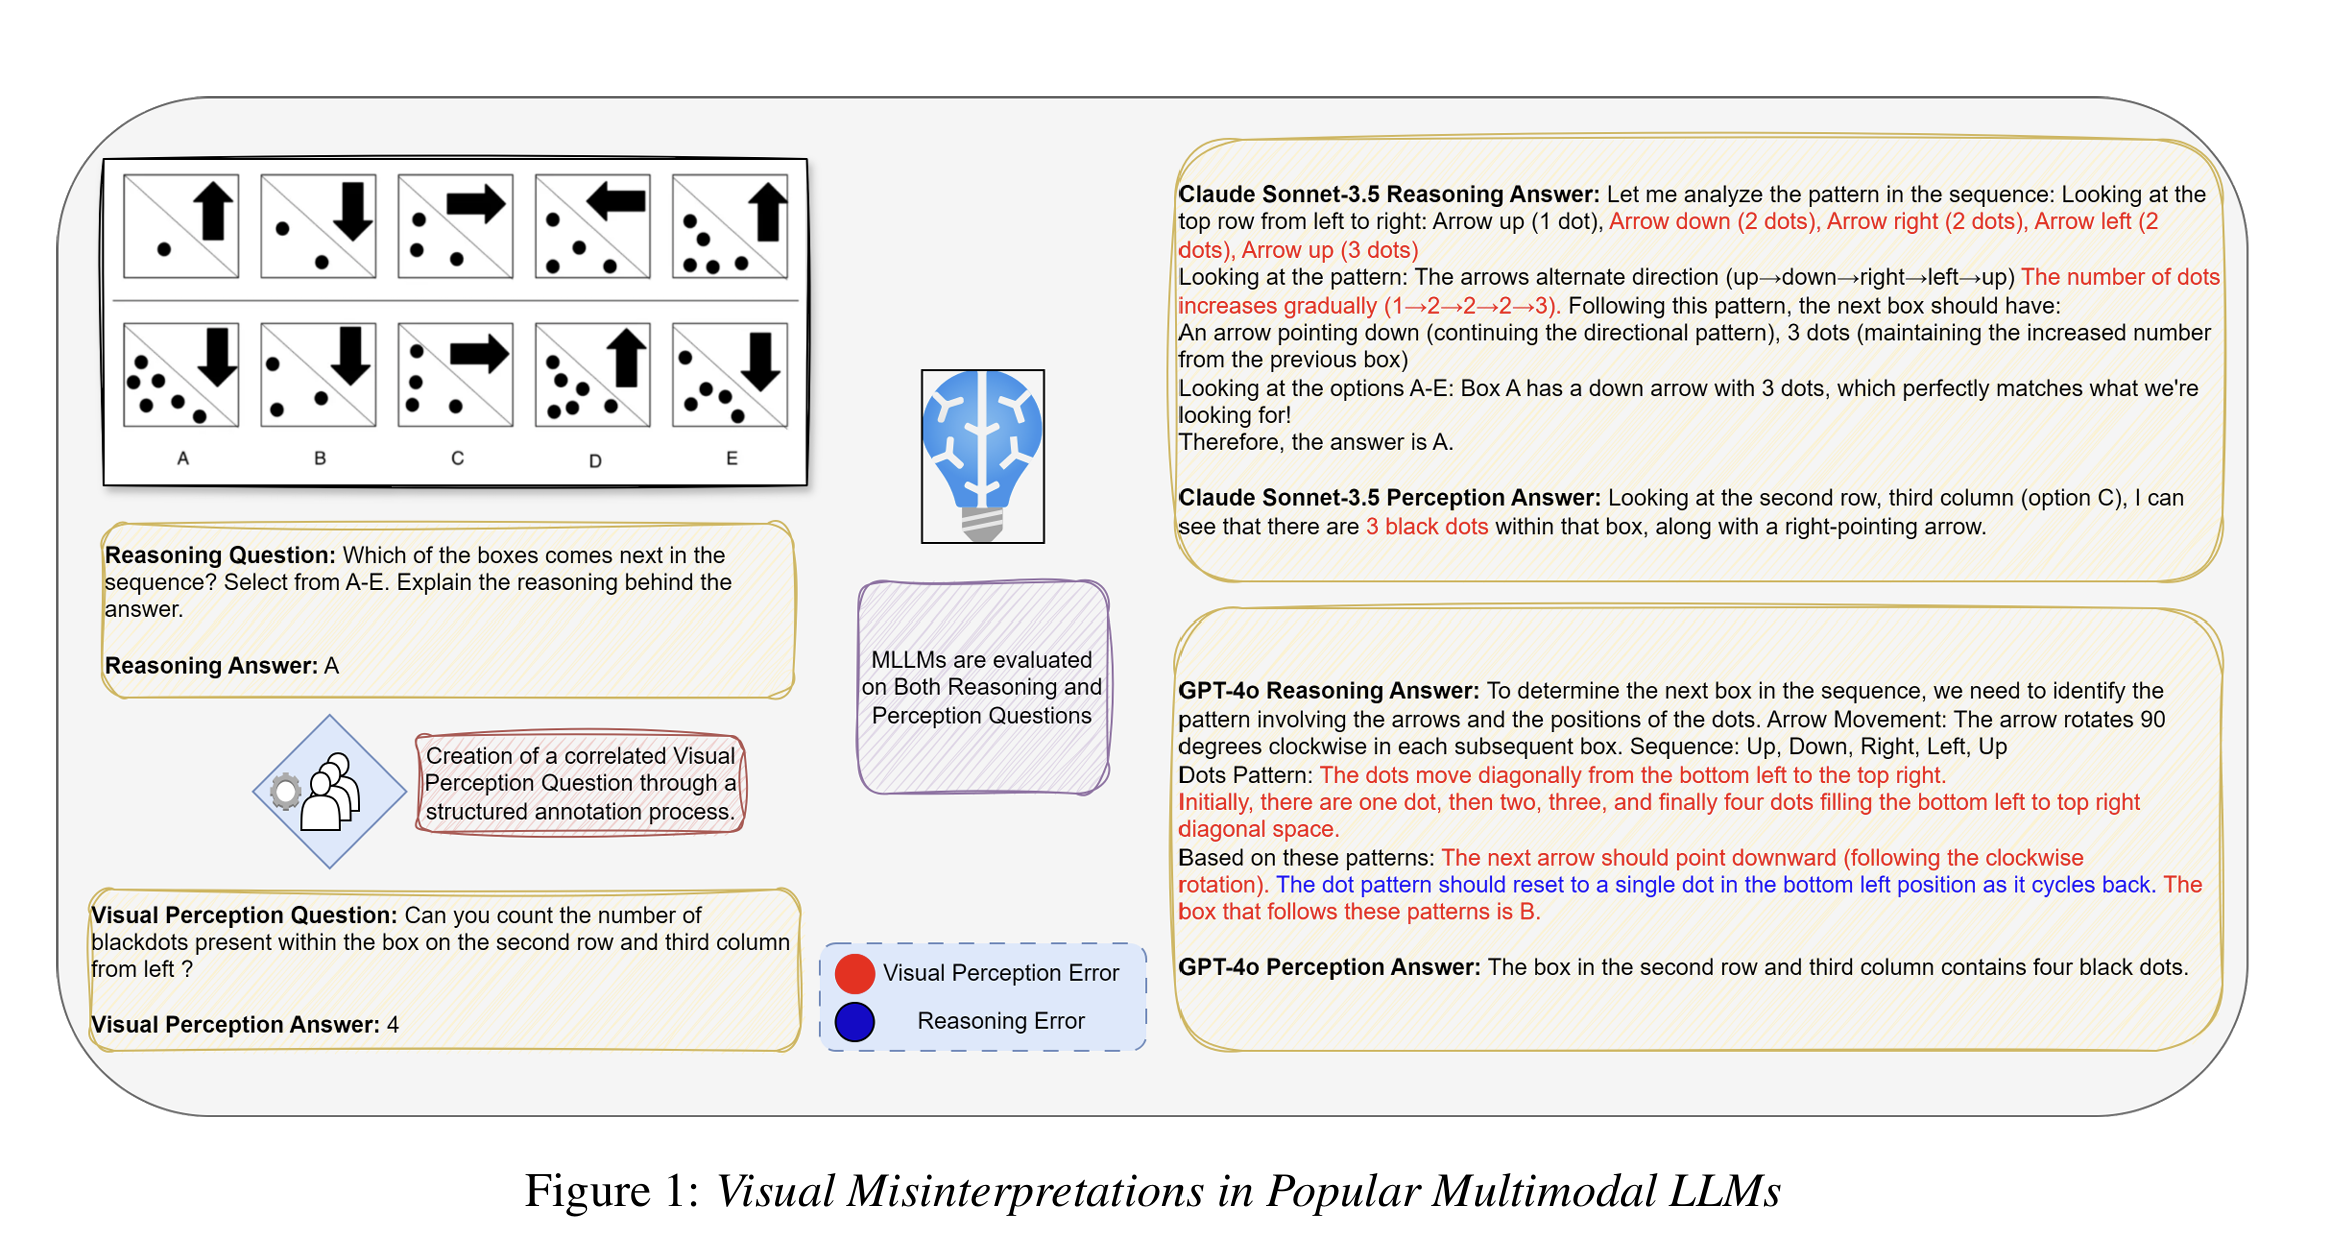 A B C D E
Reasoning Question: Which of the boxes comes next in the
sequence? Select from A-E. Explain the reasoning behind the
answer.
Reasoning Answer: A
Creation of a correlated Visual
Perception Question through a
structured annotation process.
Visual Perception Question: Can you count the number of
blackdots present within the box on the second row and third column
from left ?
Visual Perception Answer: 4
MLLMs are evaluated
on Both Reasoning and
Perception Questions
Visual Perception Error
Reasoning Error
Claude Sonnet-3.5 Reasoning Answer: Let me analyze the pattern in the sequence: Looking at the
top row from left to right: Arrow up (1 dot), Arrow down (2 dots), Arrow right (2 dots), Arrow left (2
dots), Arrow up (3 dots)
Looking at the pattern: The arrows alternate direction (up→down→right→left→up) The number of dots
increases gradually (1→2→2→2→3). Following this pattern, the next box should have:
An arrow pointing down (continuing the directional pattern), 3 dots (maintaining the increased number
from the previous box)
Looking at the options A-E: Box A has a down arrow with 3 dots, which perfectly matches what we're
looking for!
Therefore, the answer is A.
Claude Sonnet-3.5 Perception Answer: Looking at the second row, third column (option C), I can
see that there are 3 black dots within that box, along with a right-pointing arrow.
GPT-4o Reasoning Answer: To determine the next box in the sequence, we need to identify the
pattern involving the arrows and the positions of the dots. Arrow Movement: The arrow rotates 90
degrees clockwise in each subsequent box. Sequence: Up, Down, Right, Left, Up
Dots Pattern: The dots move diagonally from the bottom left to the top right.
Initially, there are one dot, then two, three, and finally four dots filling the bottom left to top right
diagonal space.
Based on these patterns: The next arrow should point downward (following the clockwise
rotation). The dot pattern should reset to a single dot in the bottom left position as it cycles back. The
box that follows these patterns is B.
GPT-4o Perception Answer: The box in the second row and third column contains four black dots.
Figure 1: Visual Misinterpretations in Popular Multimodal LLMs